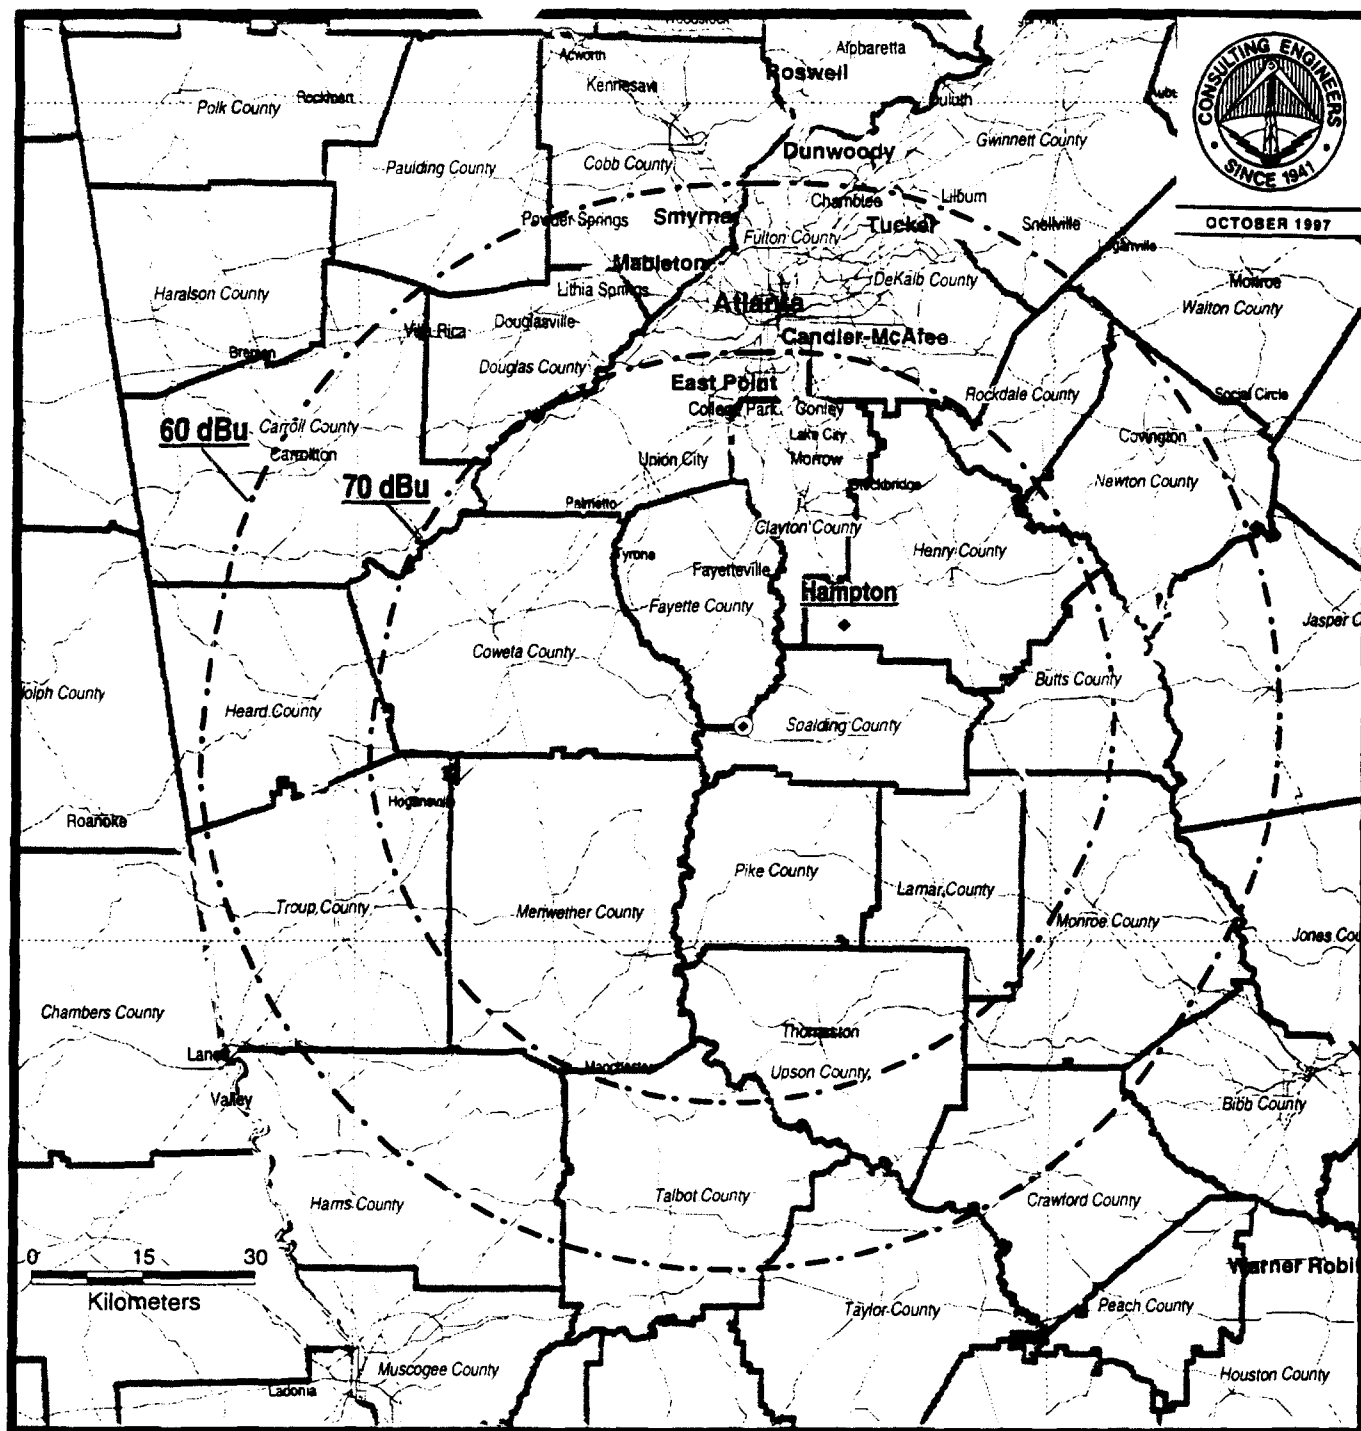 Alpharetta
Acworth
Roswell
Kennesaw
CONSULTING ENGINEERS
SINCE 1941
OCTOBER 1997
Polk County
Rockmart
Duluth
Gwinnett County
Paulding County
Cobb County
Dunwoody
Chamblee
Lilburn
Powder Springs
Smyrna
Tucker
Snellville
Fulton County
Mableton
DeKalb County
Haralson County
Lithia Springs
Atlanta
Monroe
Walton County
Villa Rica
Douglasville
Candler-McAfee
Bremen
Douglas County
East Point
Rockdale County
Social Circle
College Park
60 dBu
Carroll County
Carrollton
Lake City
Covington
Union City
Morrow
70 dBu
Newton County
Stockbridge
Palmetto
Clayton County
Henry County
Tyrone
Fayetteville
Hampton
Fayette County
Jasper C
Coweta County
olph County
Butts County
Heard County
Soalding County
Hogansville
Roanoke
Pike County
Lamar County
Troup County
Meriwether County
Monroe County
Jones Cou
Chambers County
Thomaston
Lane
Manchester
Upson County
Valley
Bibb County
Harris County
Talbot County
Crawford County
0 15 30
Kilometers
Warner Robi
Taylor County
Peach County
Muscogee County
Houston County
Ladonia